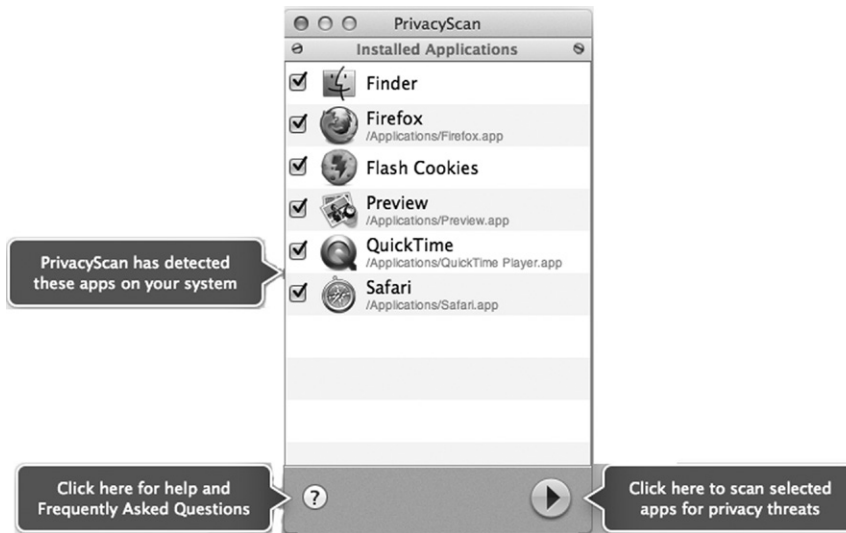 PrivacyScan
Installed Applications
Finder
Firefox
/Applications/Firefox.app
Flash Cookies
Preview
/Applications/Preview.app
QuickTime
/Applications/QuickTime Player.app
Safari
/Applications/Safari.app
PrivacyScan has detected
these apps on your system
Click here for help and
Frequently Asked Questions
?
Click here to scan selected
apps for privacy threats